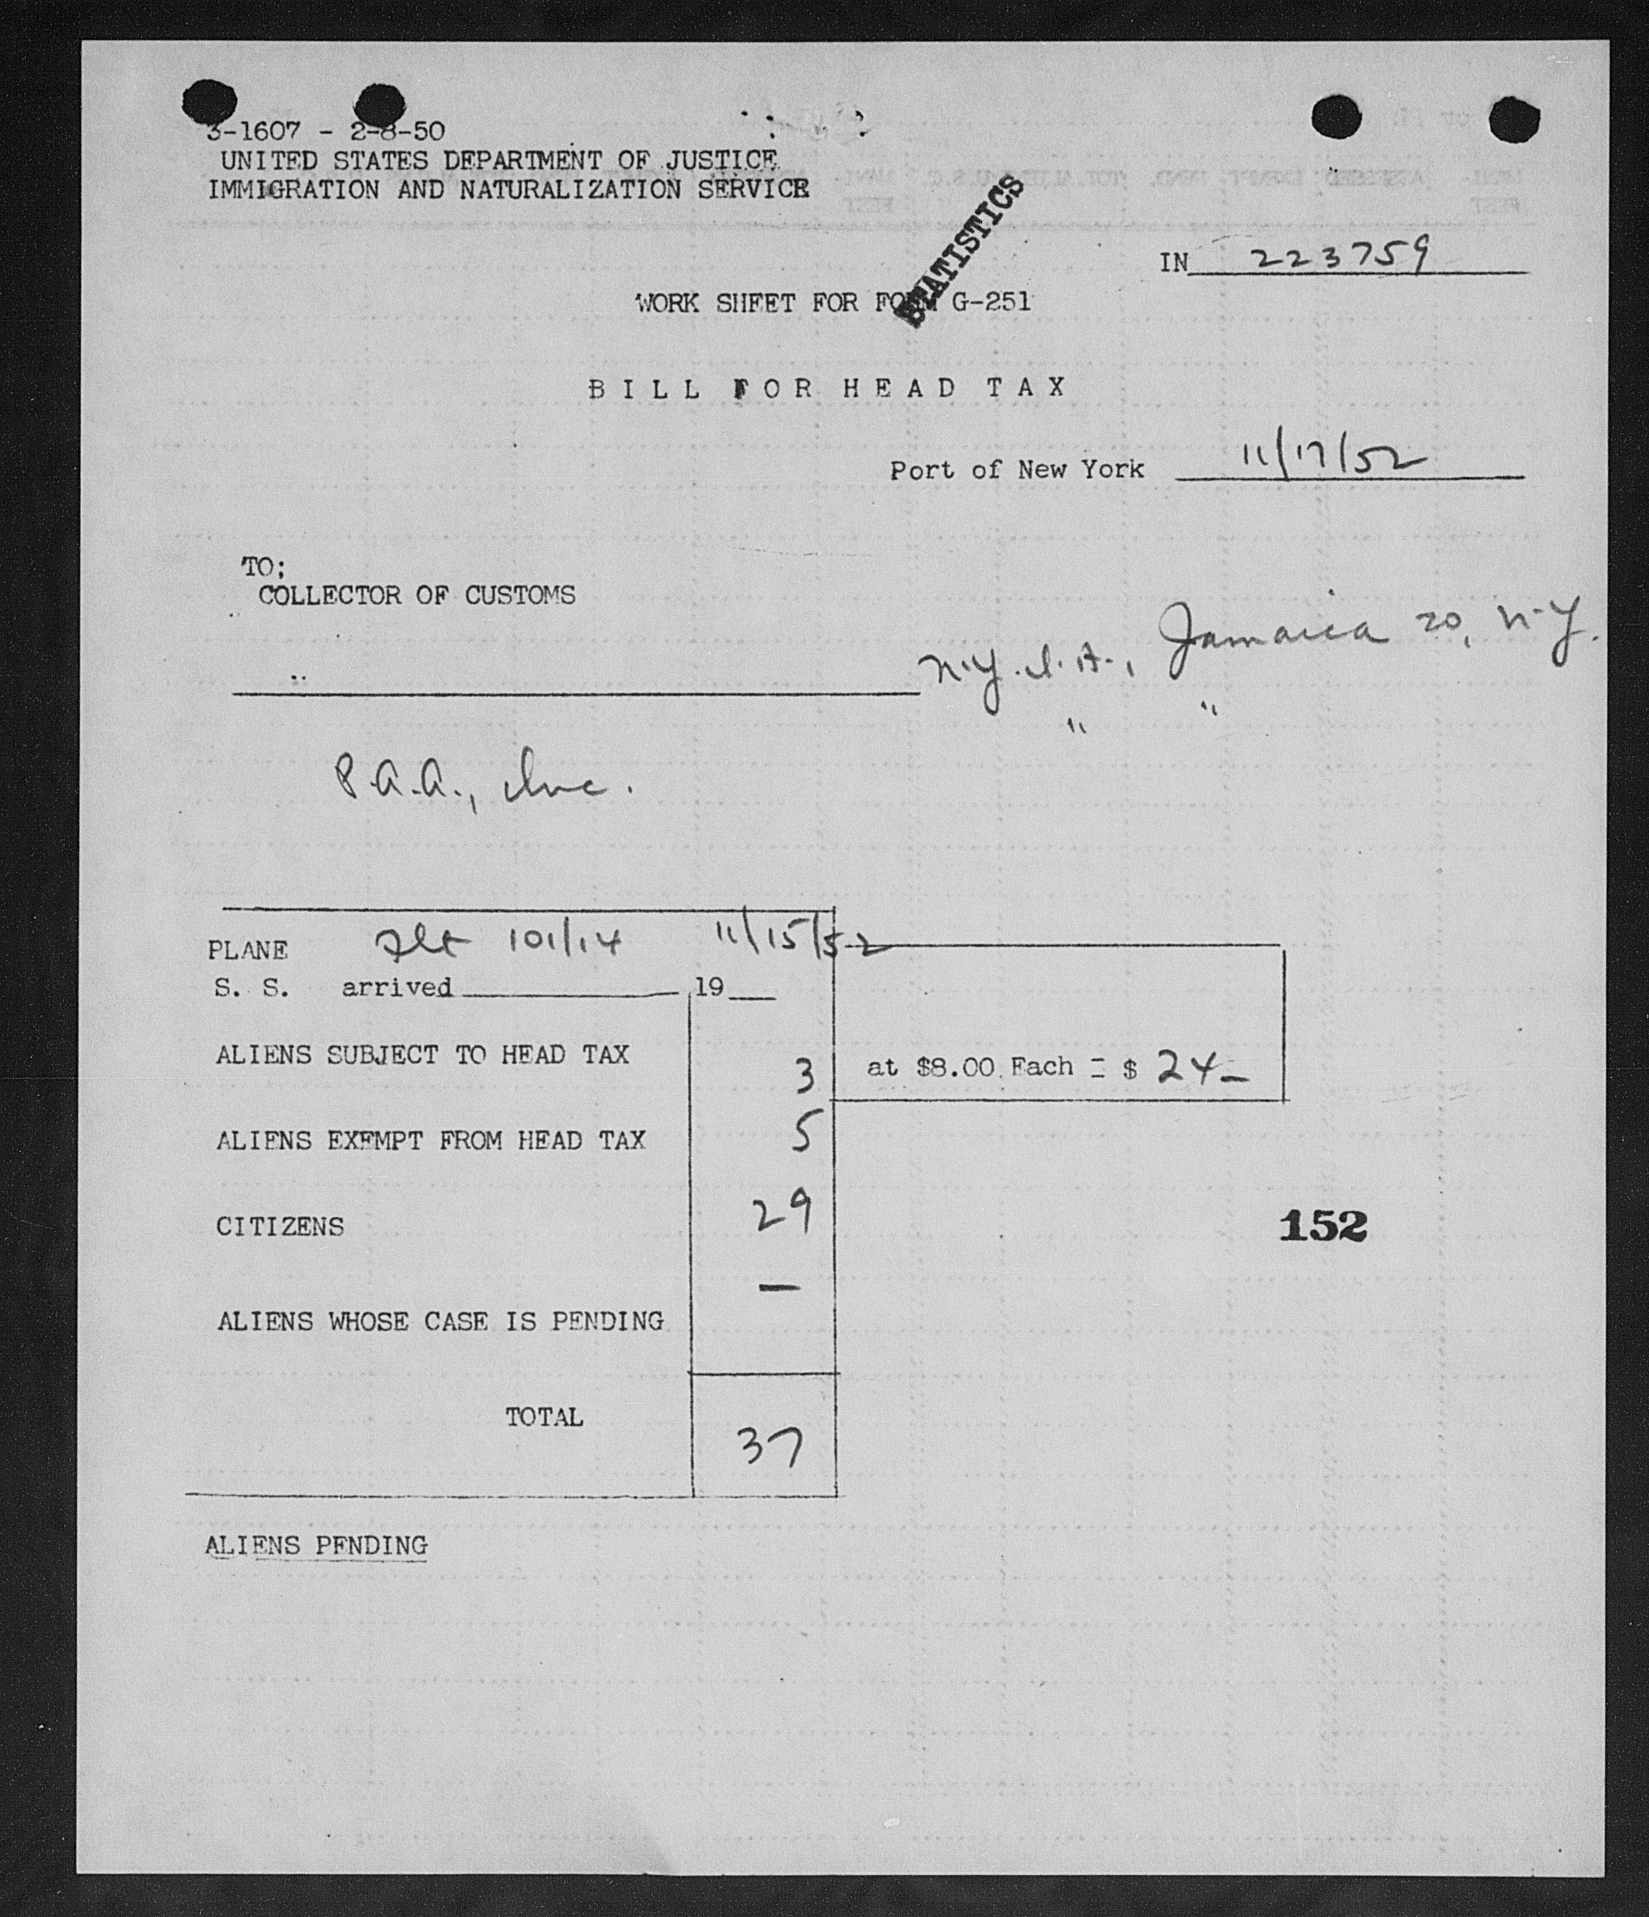 3-1607 - 2-8-50
UNITED STATES DEPARTMENT OF JUSTICE
IMMIGRATION AND NATURALIZATION SERVICE
STATISTICS
IN 223759
WORK SHEET FOR FORM G-251
BILL FOR HEAD TAX
Port of New York 11/17/52
TO;
COLLECTOR OF CUSTOMS
N.Y.I.A., Jamaica 20, N.Y.
" "
P.A.A., Inc.
PLANE Flt 101/14 11/15/52
S. S. arrived 19
ALIENS SUBJECT TO HEAD TAX 3 at $8.00 Each = $ 24-
ALIENS EXEMPT FROM HEAD TAX 5
CITIZENS 29 152
ALIENS WHOSE CASE IS PENDING -
TOTAL 37
ALIENS PENDING